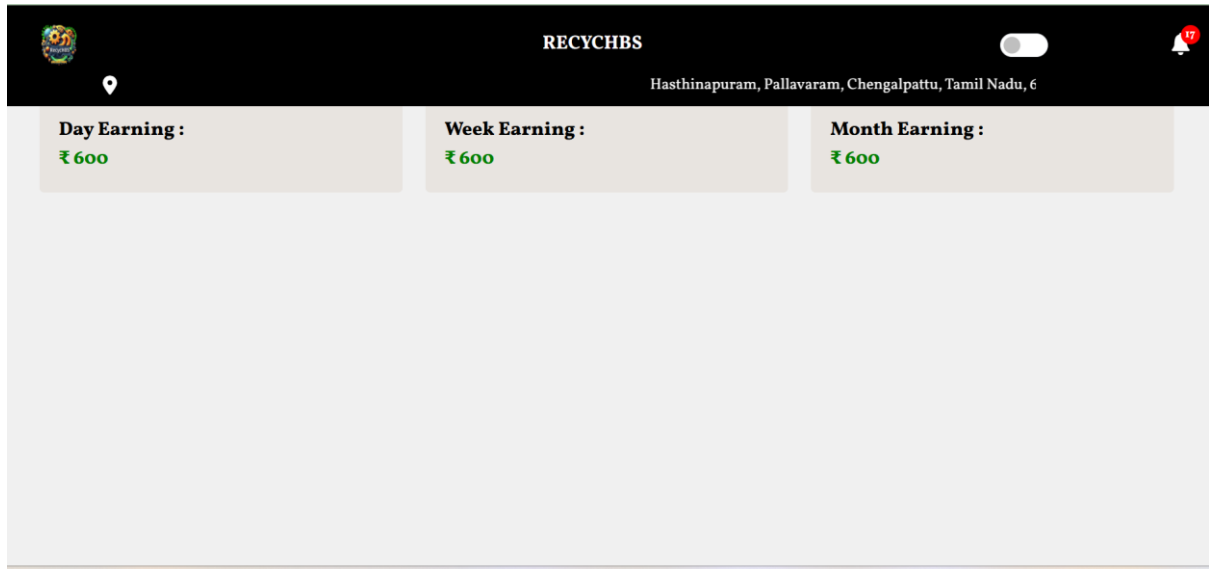 RECYCHBS
17
Hasthinapuram, Pallavaram, Chengalpattu, Tamil Nadu, 6
Day Earning :
₹ 600
Week Earning :
₹ 600
Month Earning :
₹ 600